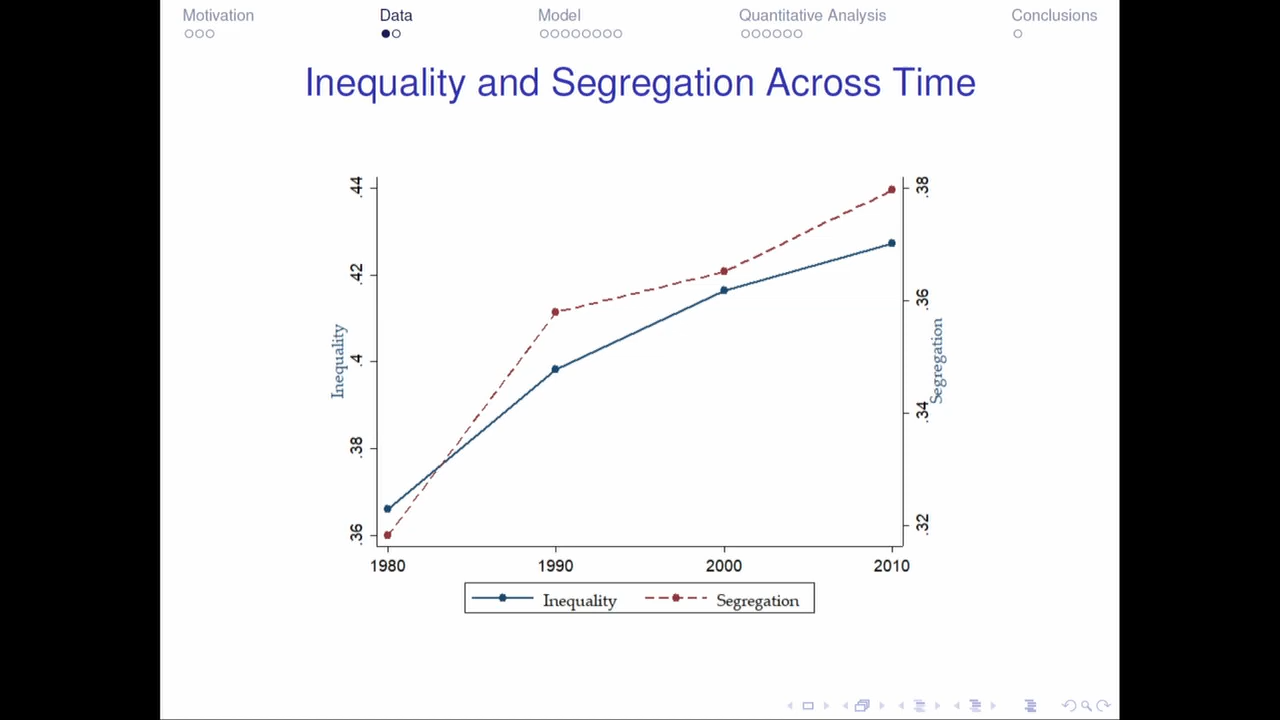 Motivation Data Model Quantitative Analysis Conclusions
Inequality and Segregation Across Time
.44
.42
.4
.38
.36
Inequality
.38
.36
.34
.32
Segregation
1980 1990 2000 2010
Inequality Segregation